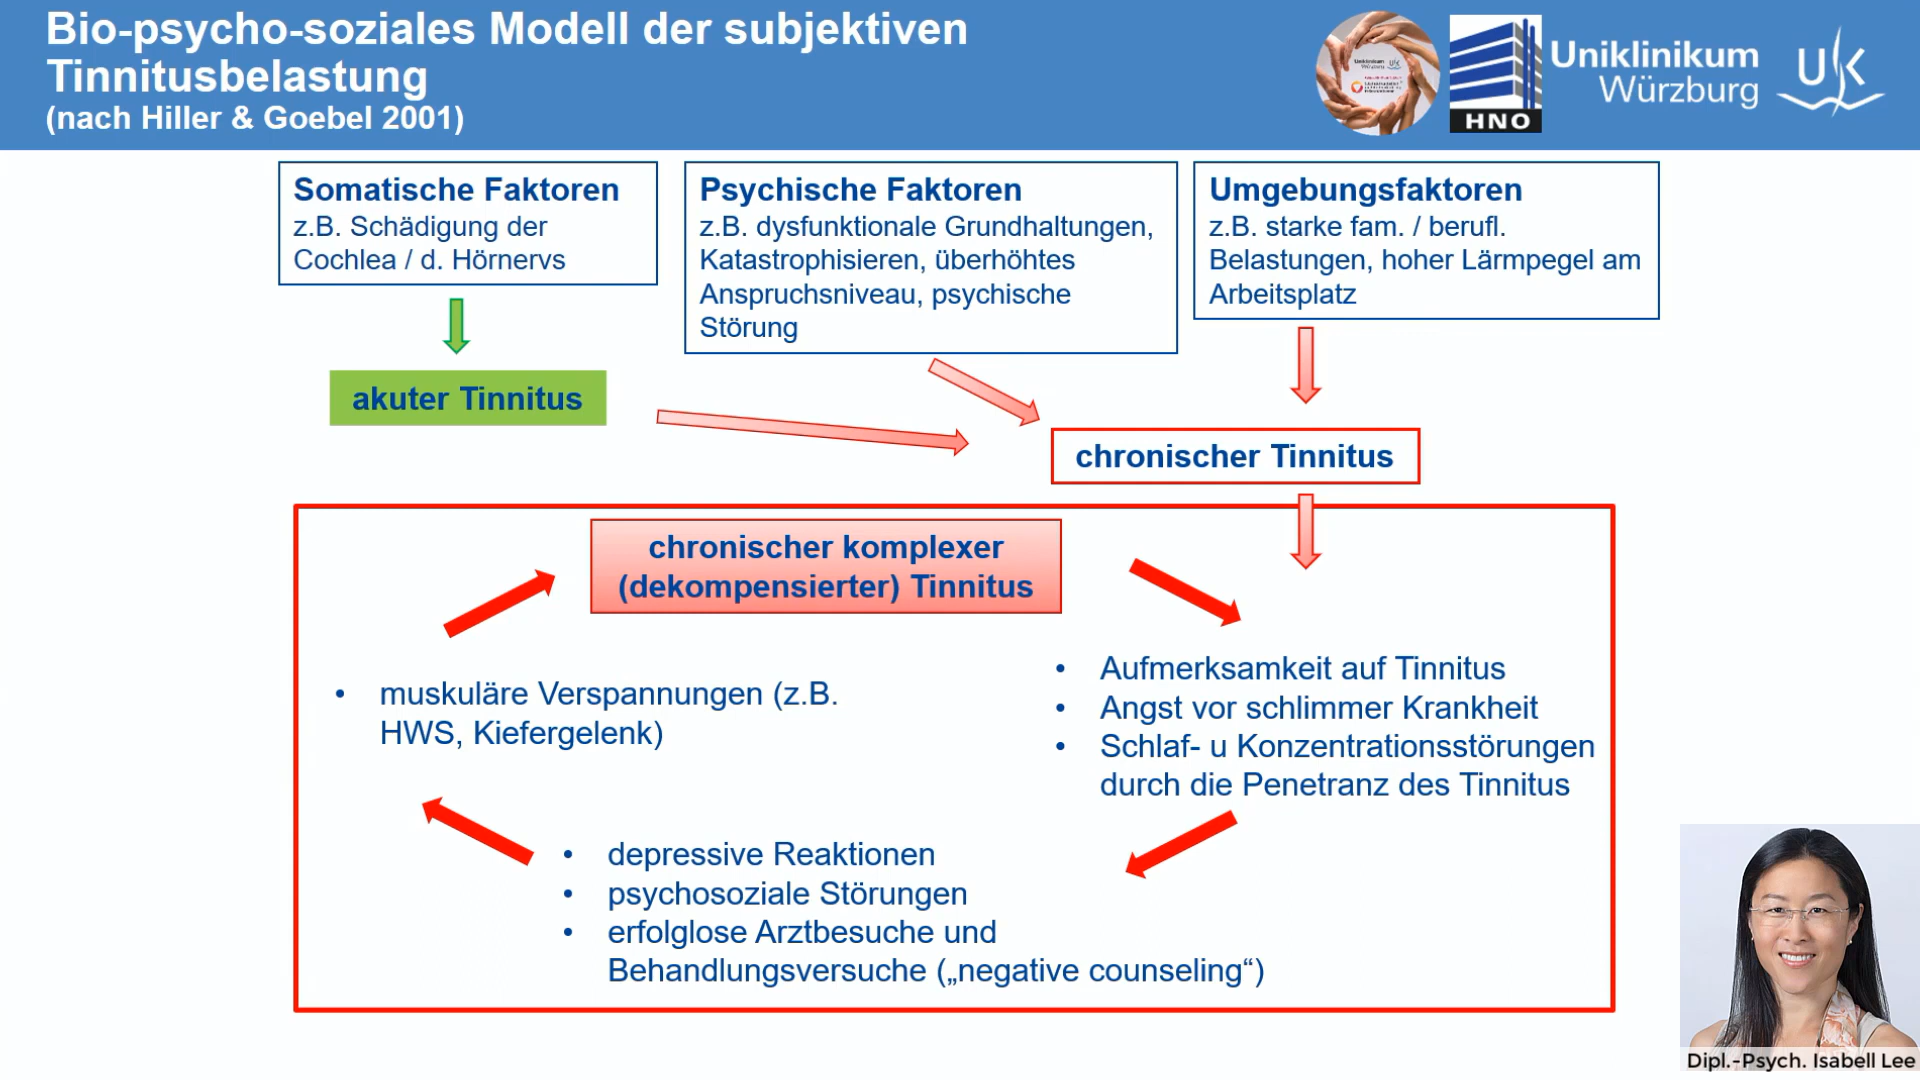 Bio-psycho-soziales Modell der subjektiven
Tinnitusbelastung
(nach Hiller & Goebel 2001)
HNO
Uniklinikum
Würzburg
UK
Somatische Faktoren
z.B. Schädigung der
Cochlea / d. Hörnervs
Psychische Faktoren
z.B. dysfunktionale Grundhaltungen,
Katastrophisieren, überhöhtes
Anspruchsniveau, psychische
Störung
Umgebungsfaktoren
z.B. starke fam. / berufl.
Belastungen, hoher Lärmpegel am
Arbeitsplatz
akuter Tinnitus
chronischer Tinnitus
chronischer komplexer
(dekompensierter) Tinnitus
• muskuläre Verspannungen (z.B.
HWS, Kiefergelenk)
• Aufmerksamkeit auf Tinnitus
• Angst vor schlimmer Krankheit
• Schlaf- u Konzentrationsstörungen
durch die Penetranz des Tinnitus
• depressive Reaktionen
• psychosoziale Störungen
• erfolglose Arztbesuche und
Behandlungsversuche („negative counseling“)
Dipl.-Psych. Isabell Lee